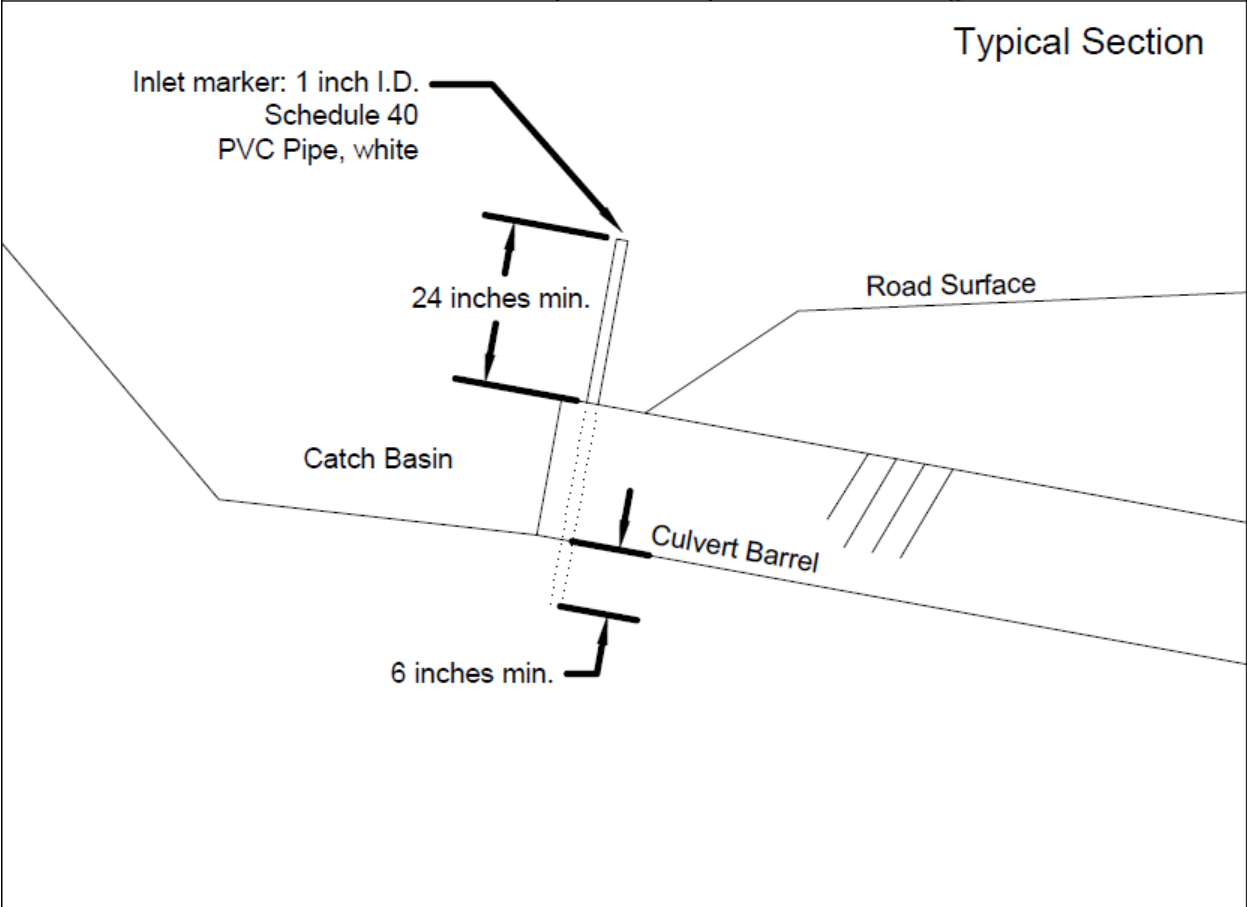 Typical Section
Inlet marker: 1 inch I.D.
Schedule 40
PVC Pipe, white
Road Surface
24 inches min.
Catch Basin
Culvert Barrel
6 inches min.